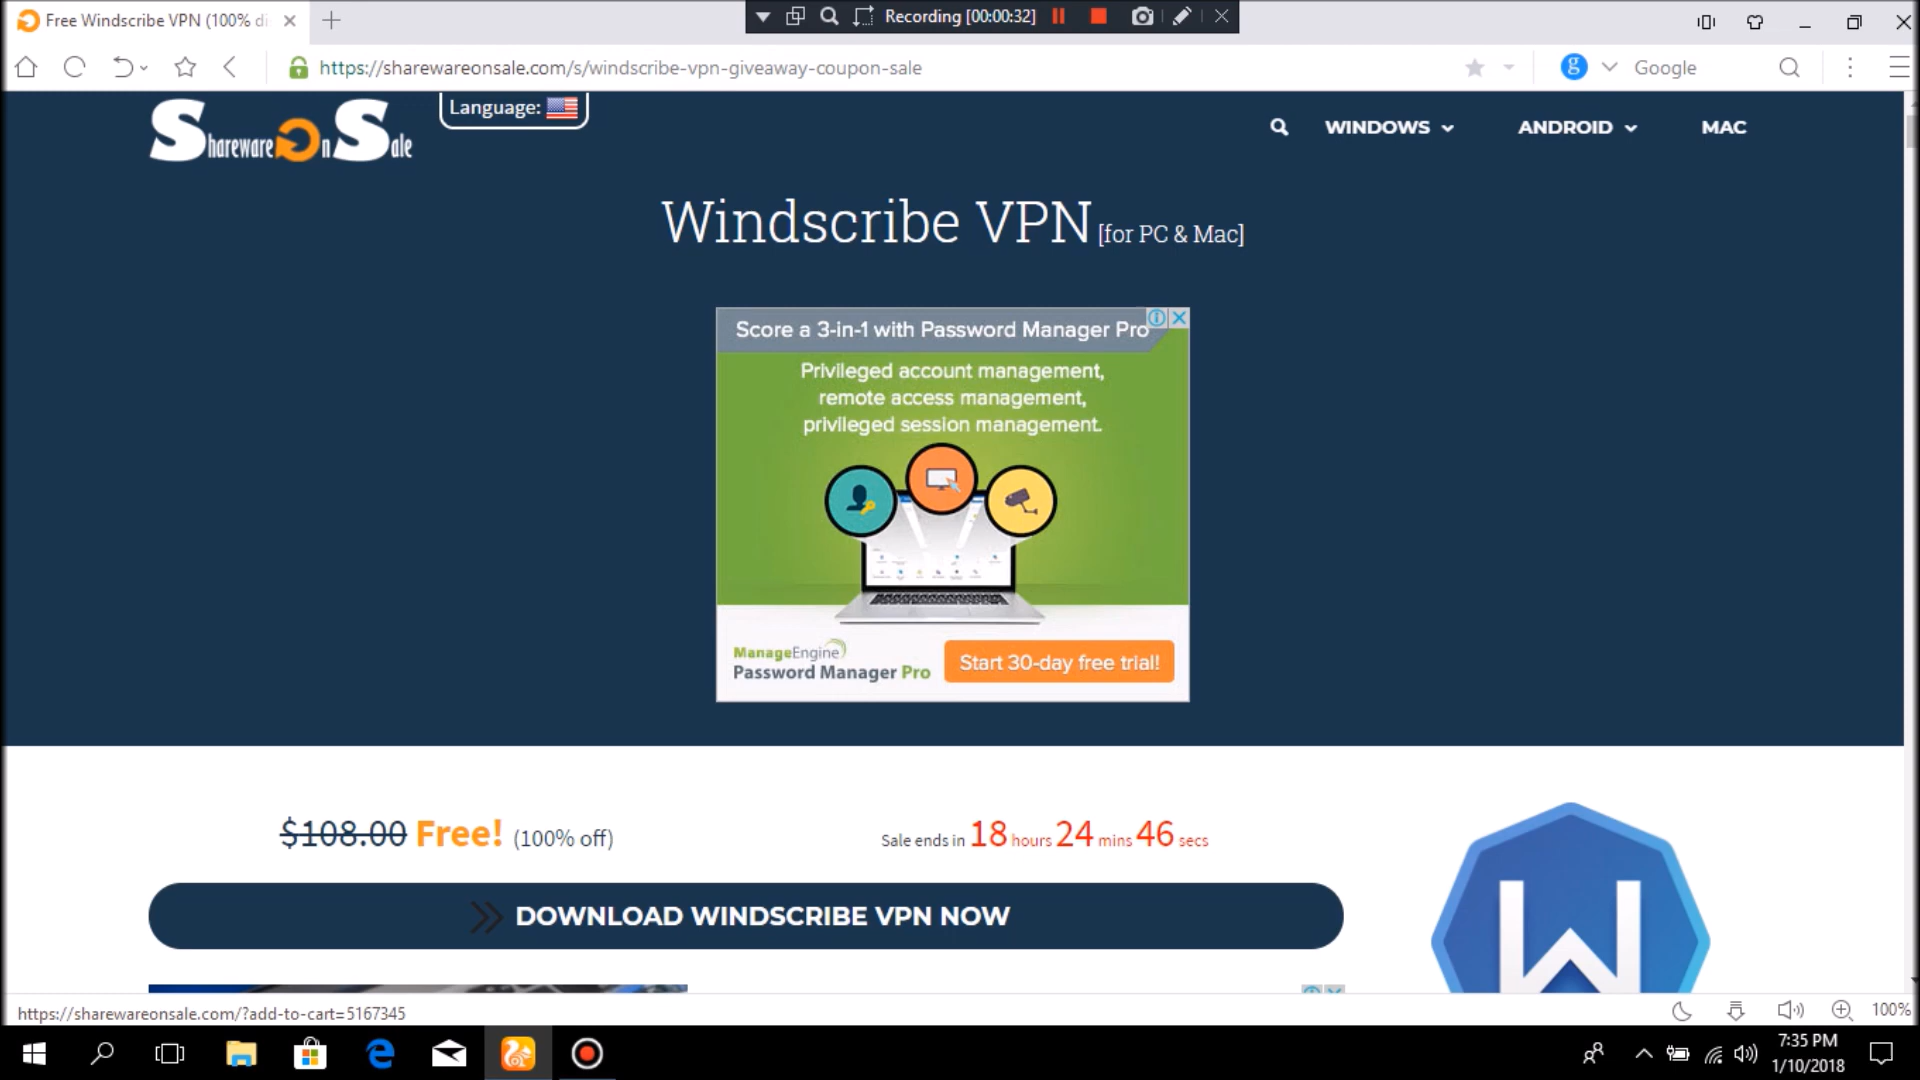 Free Windscribe VPN (100% di
Recording [00:00:32]
https://sharewareonsale.com/s/windscribe-vpn-giveaway-coupon-sale
g
Google
Shareware On Sale
Language:
WINDOWS
ANDROID
MAC
Windscribe VPN [for PC & Mac]
Score a 3-in-1 with Password Manager Pro
Privileged account management,
remote access management,
privileged session management.
ManageEngine
Password Manager Pro
Start 30-day free trial!
$108.00 Free! (100% off)
Sale ends in 18 hours 24 mins 46 secs
DOWNLOAD WINDSCRIBE VPN NOW
W
https://sharewareonsale.com/?add-to-cart=5167345
100%
7:35 PM
1/10/2018